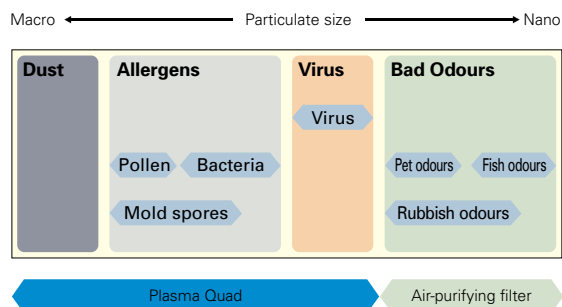 Macro Particulate size Nano
Dust Allergens Virus Bad Odours
Virus
Pollen Bacteria Pet odours Fish odours
Mold spores Rubbish odours
Plasma Quad Air-purifying filter